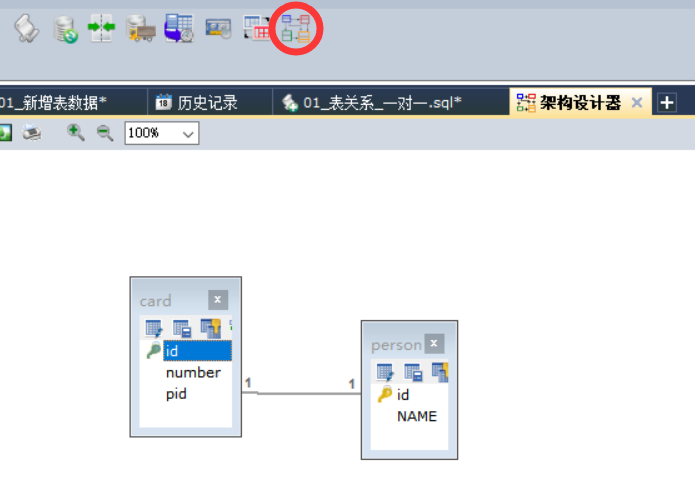 01_新增表数据*
18 历史记录
01_表关系_一对一.sql*
架构设计器 ×
100%
card x
id
number
pid
1
1
person x
id
NAME